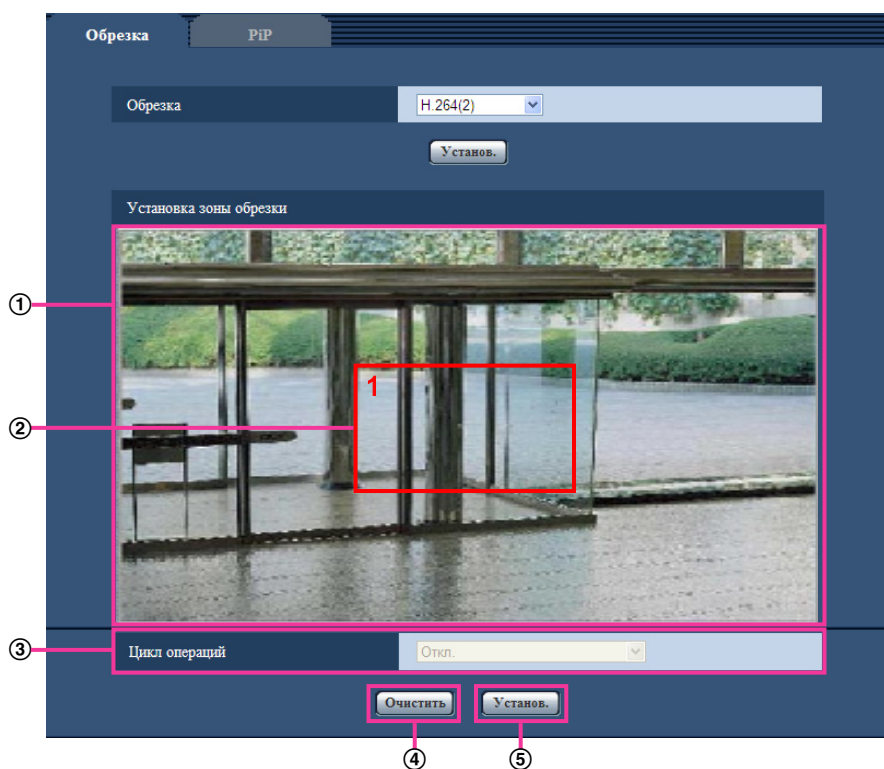 Обрезка PiP
Обрезка H.264(2)
Установ.
Установка зоны обрезки
①
1
②
③ Цикл операций Откл.
Очистить Установ.
④ ⑤